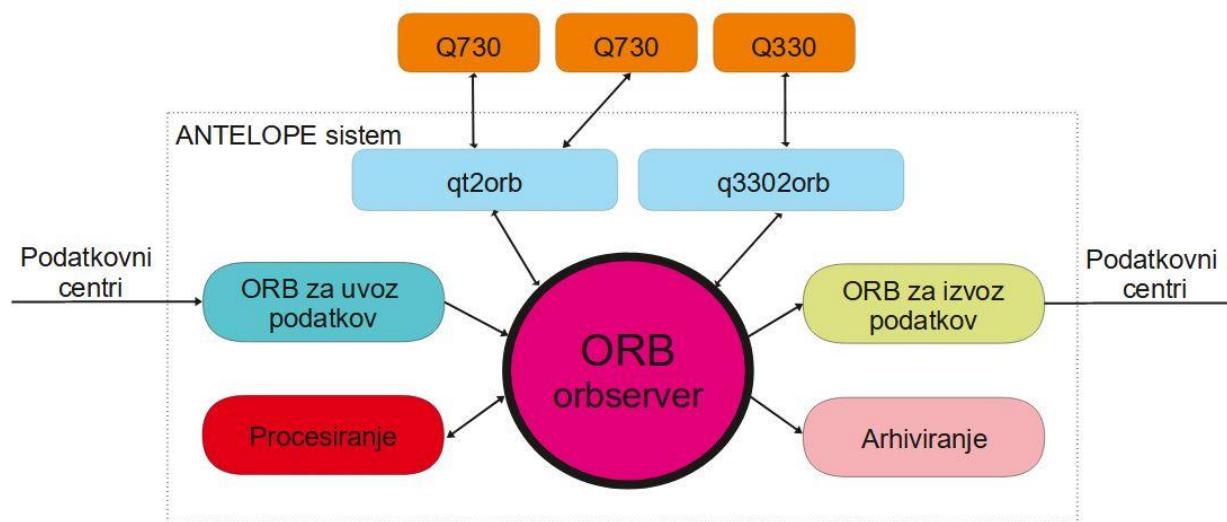 Q730
Q730
Q330
ANTELOPE sistem
qt2orb
q3302orb
Podatkovni
centri
ORB za uvoz
podatkov
ORB
orbserver
ORB za izvoz
podatkov
Podatkovni
centri
Procesiranje
Arhiviranje